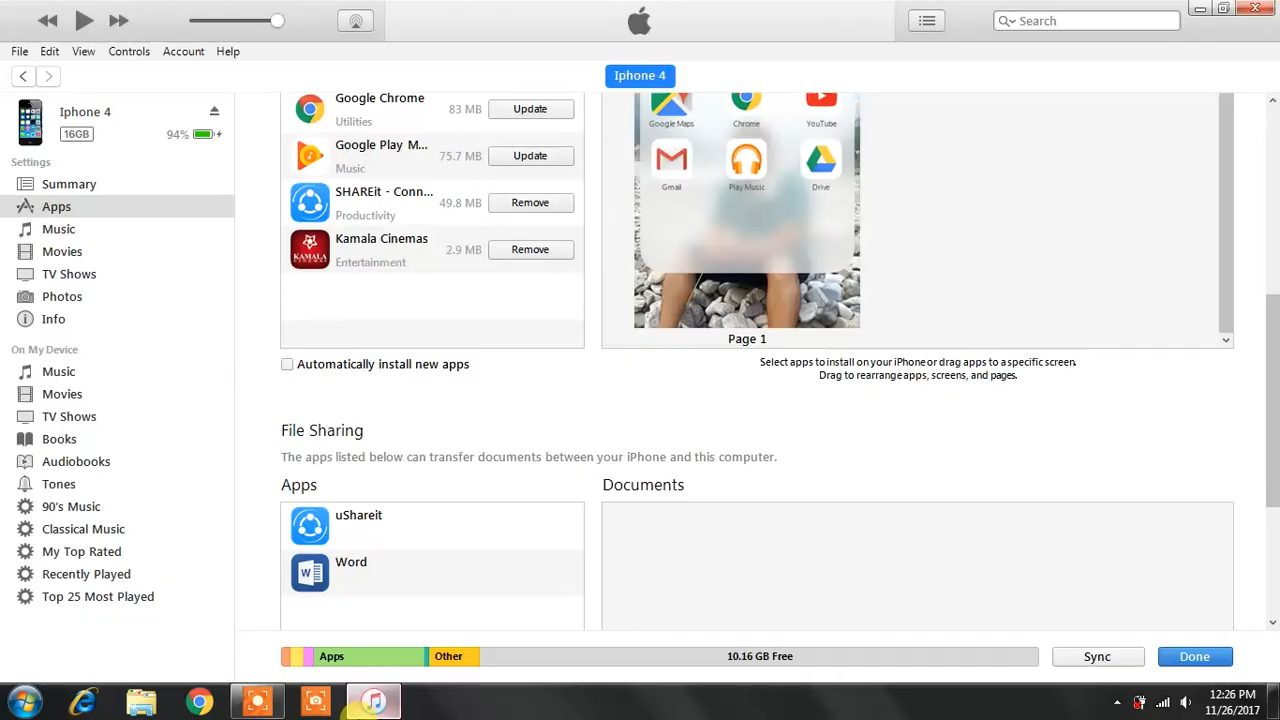 Search
File Edit View Controls Account Help
Iphone 4
Iphone 4
16GB 94%
Settings
Summary
Apps
Music
Movies
TV Shows
Photos
Info
On My Device
Music
Movies
TV Shows
Books
Audiobooks
Tones
90's Music
Classical Music
My Top Rated
Recently Played
Top 25 Most Played
Google Chrome
Utilities
83 MB Update
Google Play M...
Music
75.7 MB Update
SHAREit - Conn...
Productivity
49.8 MB Remove
KAMALA
CINEMAS
Kamala Cinemas
Entertainment
2.9 MB Remove
Google Maps Chrome YouTube
Gmail Play Music Drive
Page 1
Automatically install new apps
Select apps to install on your iPhone or drag apps to a specific screen.
Drag to rearrange apps, screens, and pages.
File Sharing
The apps listed below can transfer documents between your iPhone and this computer.
Apps Documents
uShareit
W
Word
Apps Other 10.16 GB Free Sync Done
12:26 PM
11/26/2017